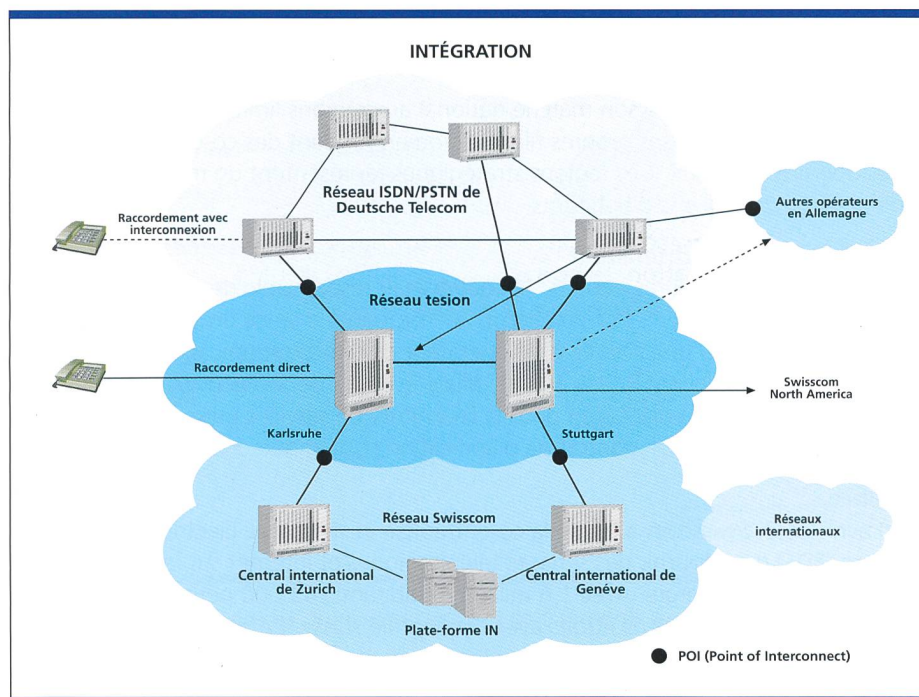 INTÉGRATION
Réseau ISDN/PSTN de
Deutsche Telecom
Autres opérateurs
en Allemagne
Raccordement avec
interconnexion
Réseau tesion
Raccordement direct
Swisscom
North America
Karlsruhe
Stuttgart
Réseau Swisscom
Réseaux
internationaux
Central international
de Zurich
Central international de
Genéve
Plate-forme IN
POI (Point of Interconnect)